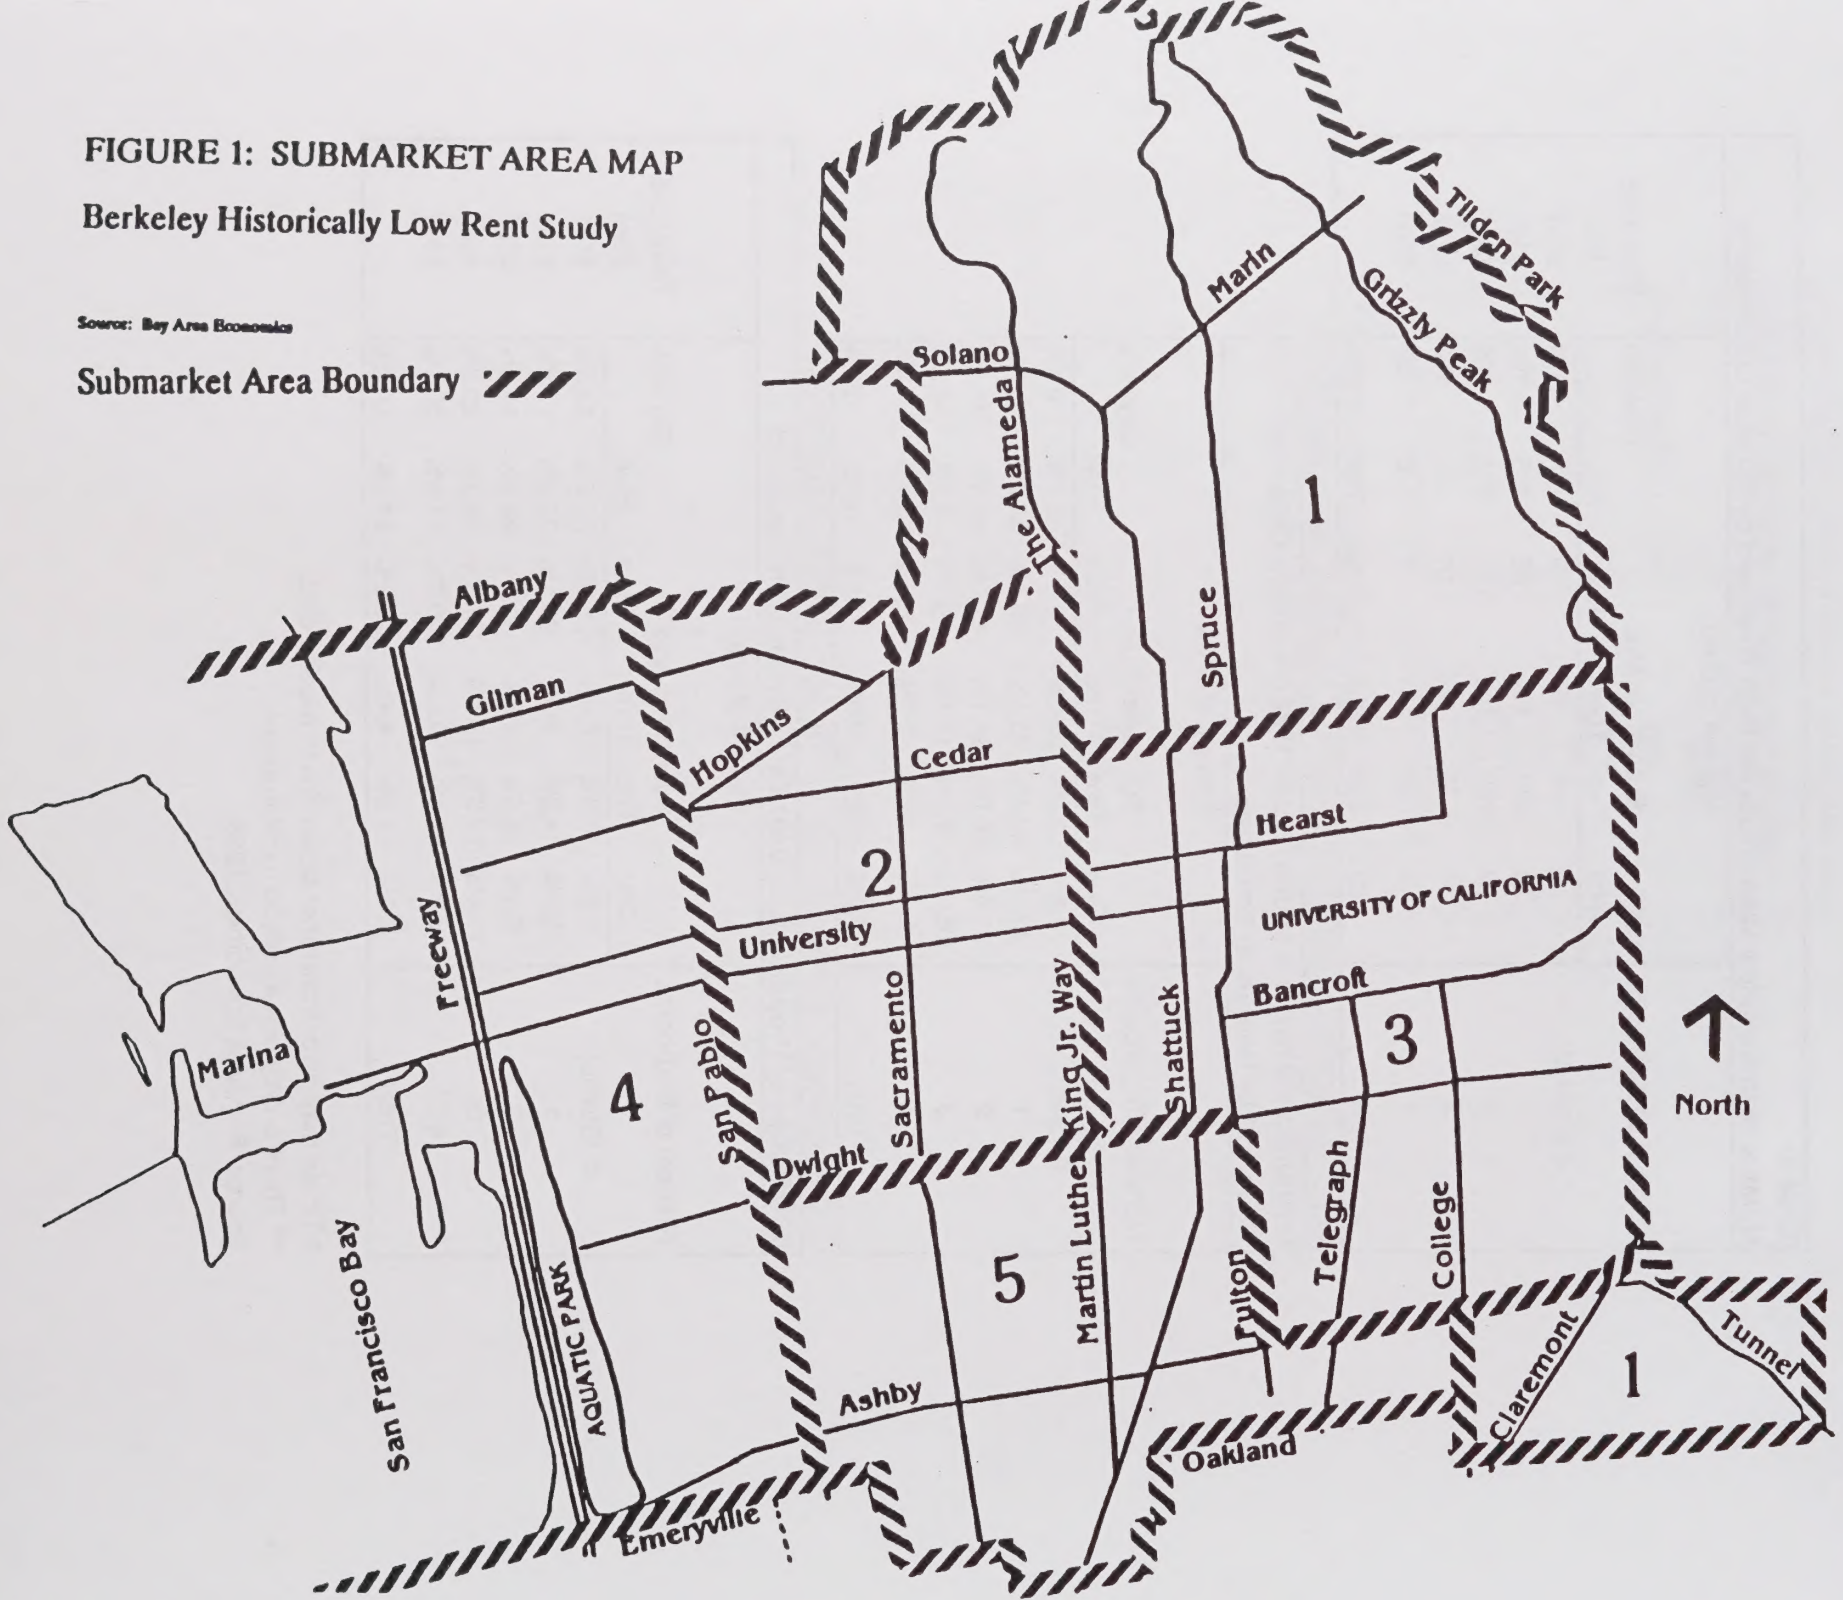 FIGURE 1: SUBMARKET AREA MAP
Berkeley Historically Low Rent Study
Source: Bay Area Economics
Submarket Area Boundary
Tilden Park
Marin
Grizzly Peak
Solano
The Alameda
1
Albany
Spruce
Gilman
Hopkins
Cedar
Hearst
2
UNIVERSITY OF CALIFORNIA
University
Freeway
Bancroft
Sacramento
Martin Luther King Jr. Way
Shattuck
3
San Pablo
Marina
4
North
Dwight
Telegraph
College
San Francisco Bay
AQUATIC PARK
5
Fulton
Claremont
Tunnel
1
Ashby
Oakland
Emeryville